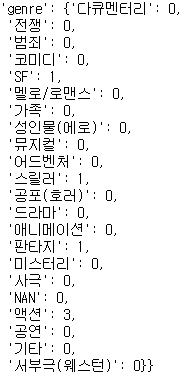 'genre': {'다큐멘터리': 0,
'전쟁': 0,
'범죄': 0,
'코미디': 0,
'SF': 1,
'멜로/로맨스': 0,
'가족': 0,
'성인물(에로)': 0,
'뮤지컬': 0,
'어드벤처': 0,
'스릴러': 1,
'공포(호러)': 0,
'드라마': 0,
'애니메이션': 0,
'판타지': 1,
'미스터리': 0,
'사극': 0,
'NAN': 0,
'액션': 3,
'공연': 0,
'기타': 0,
'서부극(웨스턴)': 0}}